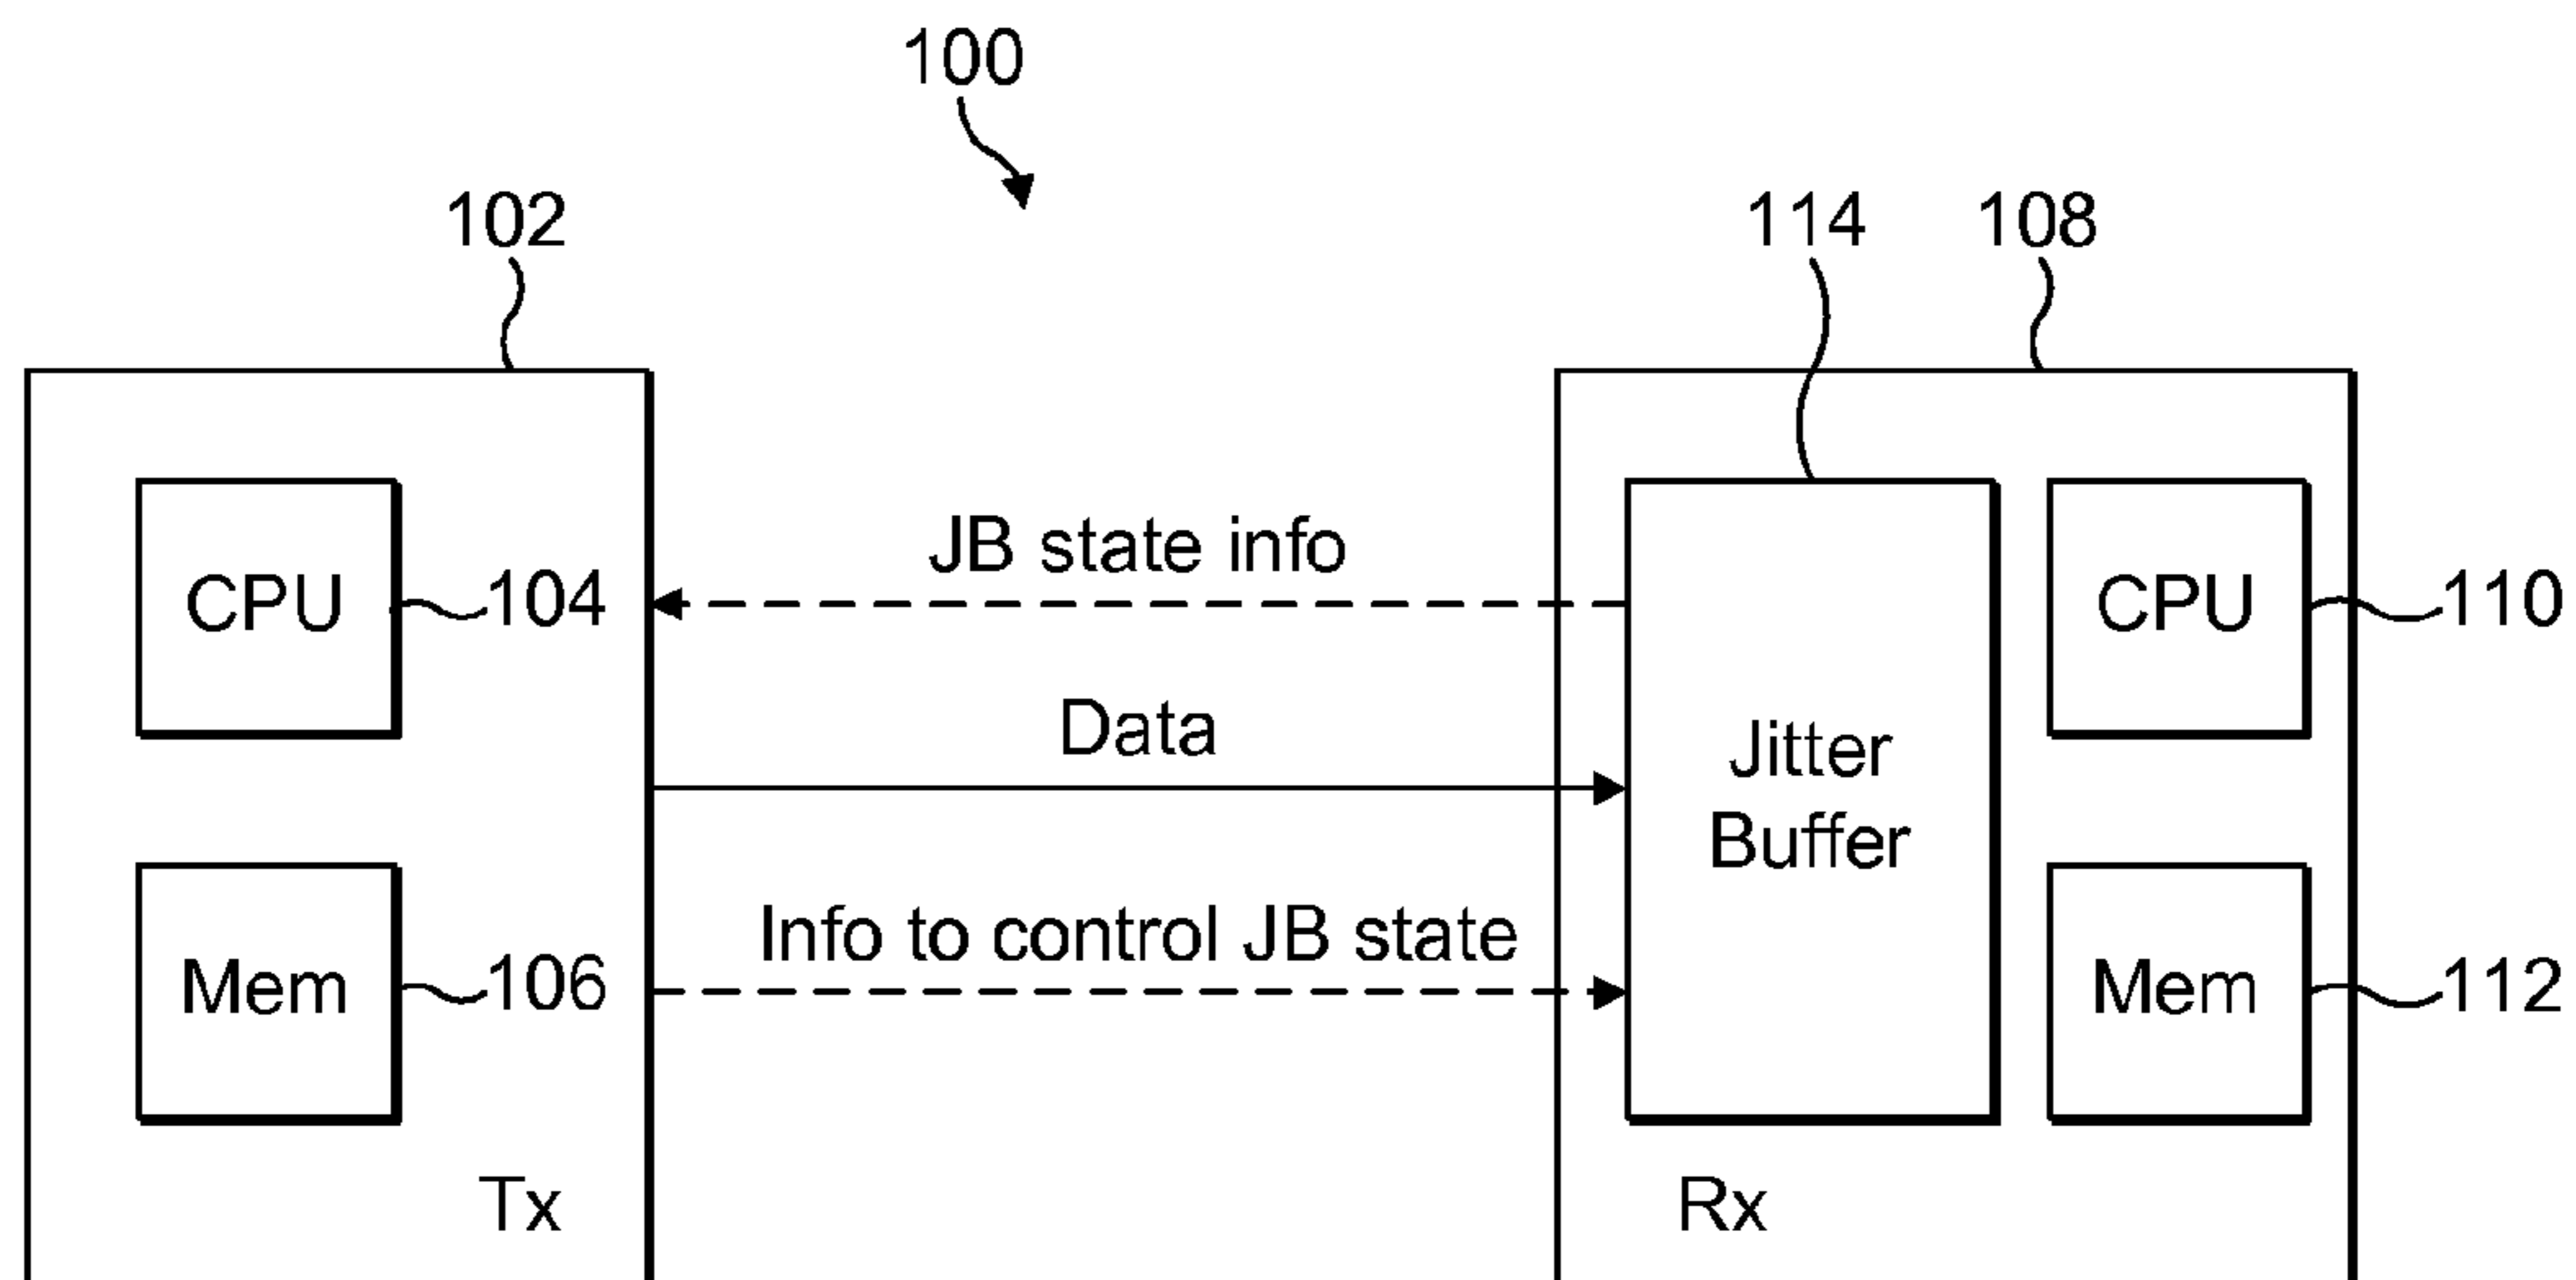 100
102
114
108
JB state info
CPU
104
CPU
110
Data
Jitter
Buffer
Info to control JB state
Mem
106
Mem
112
Tx
Rx